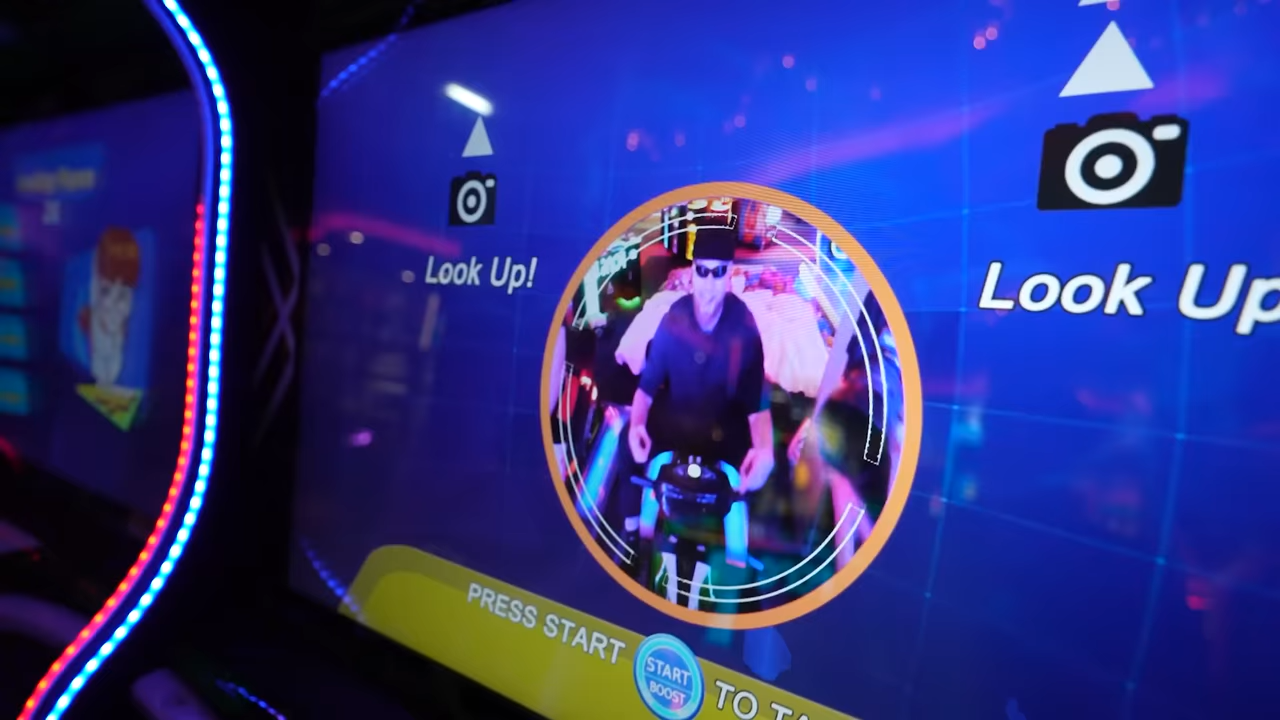 Look Up!
Look Up
PRESS START
START
BOOST
TO TA